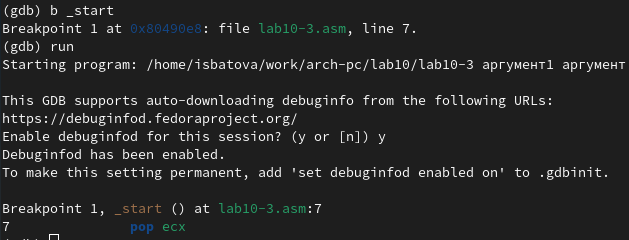 (gdb) b _start
Breakpoint 1 at 0x80490e8: file lab10-3.asm, line 7.
(gdb) run
Starting program: /home/isbatova/work/arch-pc/lab10/lab10-3 аргумент1 аргумент
This GDB supports auto-downloading debuginfo from the following URLs:
https://debuginfod.fedoraproject.org/
Enable debuginfod for this session? (y or [n]) y
Debuginfod has been enabled.
To make this setting permanent, add 'set debuginfod enabled on' to .gdbinit.
Breakpoint 1, _start () at lab10-3.asm:7
7 pop ecx